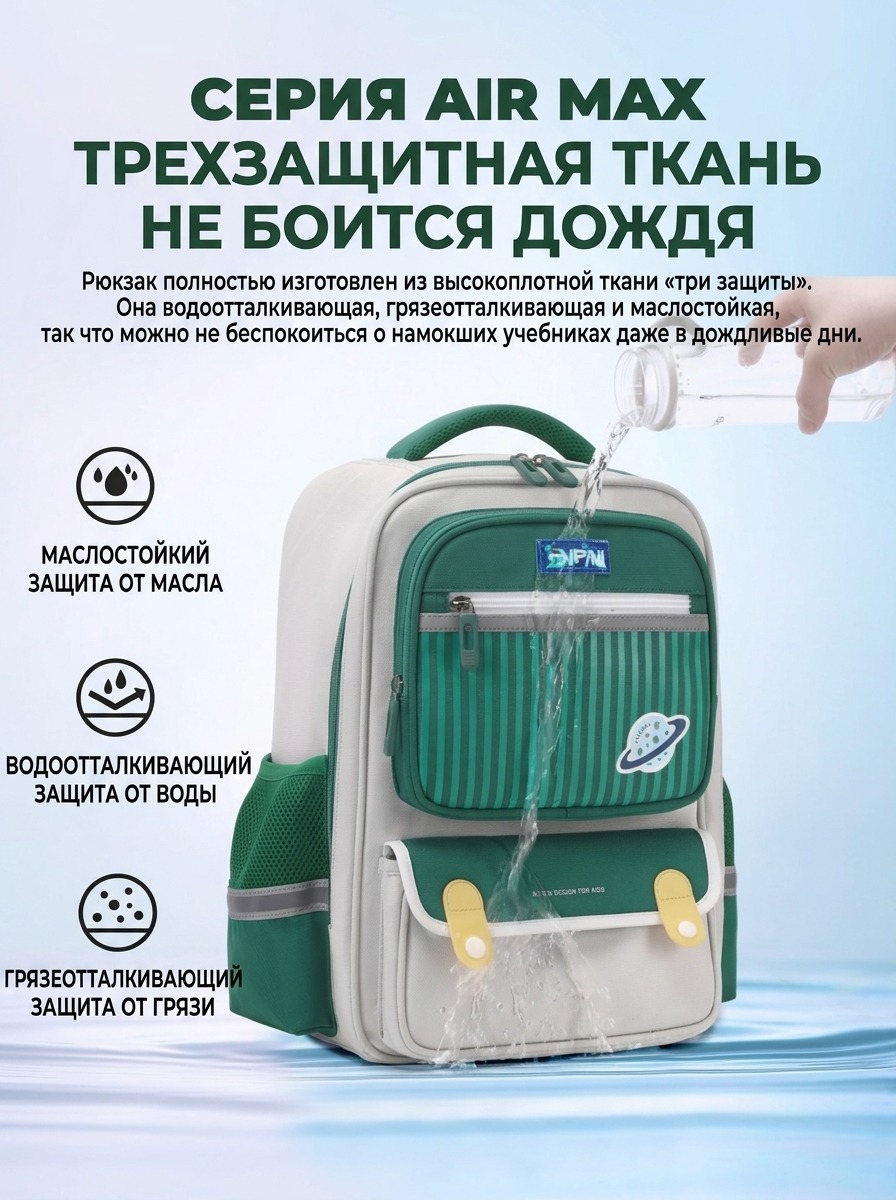 СЕРИЯ AIR MAX
ТРЕХЗАЩИТНАЯ ТКАНЬ
НЕ БОИТСЯ ДОЖДЯ
Рюкзак полностью изготовлен из высокоплотной ткани «три защиты».
Она водоотталкивающая, грязеотталкивающая и маслостойкая,
так что можно не беспокоиться о намокших учебниках даже в дождливые дни.
МАСЛОСТОЙКИЙ
ЗАЩИТА ОТ МАСЛА
ВОДООТТАЛКИВАЮЩИЙ
ЗАЩИТА ОТ ВОДЫ
ГРЯЗЕОТТАЛКИВАЮЩИЙ
ЗАЩИТА ОТ ГРЯЗИ
DESIGN FOR